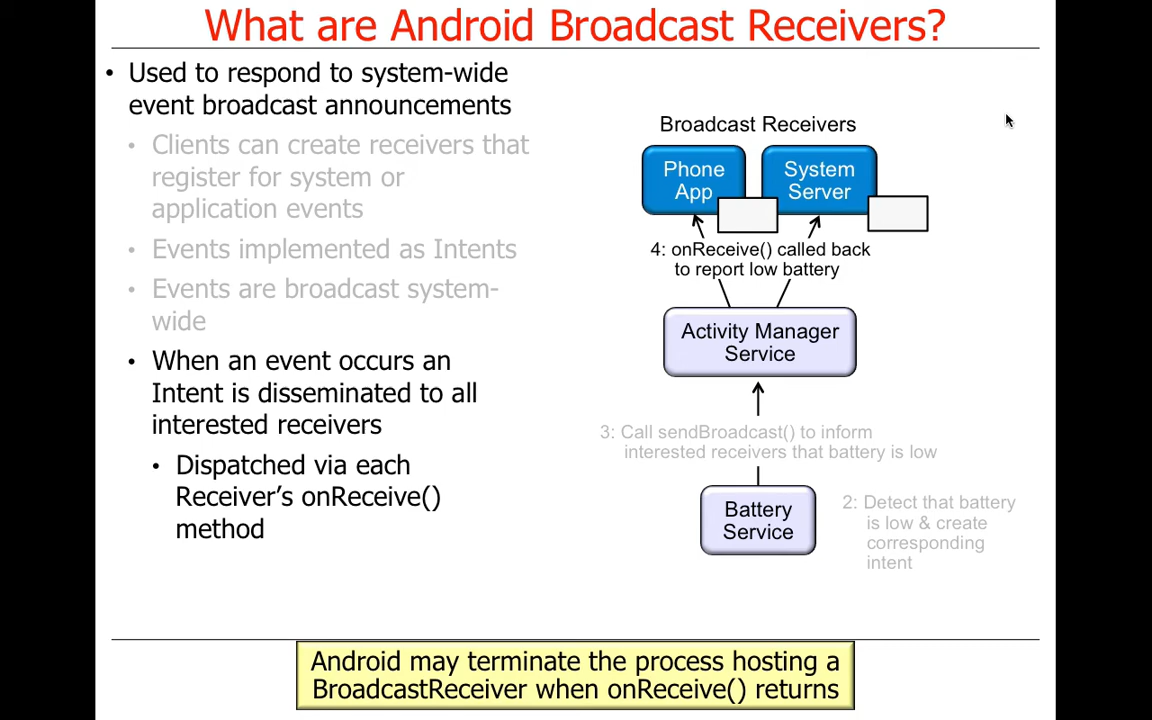 What are Android Broadcast Receivers?
• Used to respond to system-wide
event broadcast announcements
• Clients can create receivers that
register for system or
application events
• Events implemented as Intents
• Events are broadcast system-
wide
• When an event occurs an
Intent is disseminated to all
interested receivers
• Dispatched via each
Receiver’s onReceive()
method
Broadcast Receivers
Phone
App
System
Server
4: onReceive() called back
to report low battery
Activity Manager
Service
3: Call sendBroadcast() to inform
interested receivers that battery is low
Battery
Service
2: Detect that battery
is low & create
corresponding
intent
Android may terminate the process hosting a
BroadcastReceiver when onReceive() returns